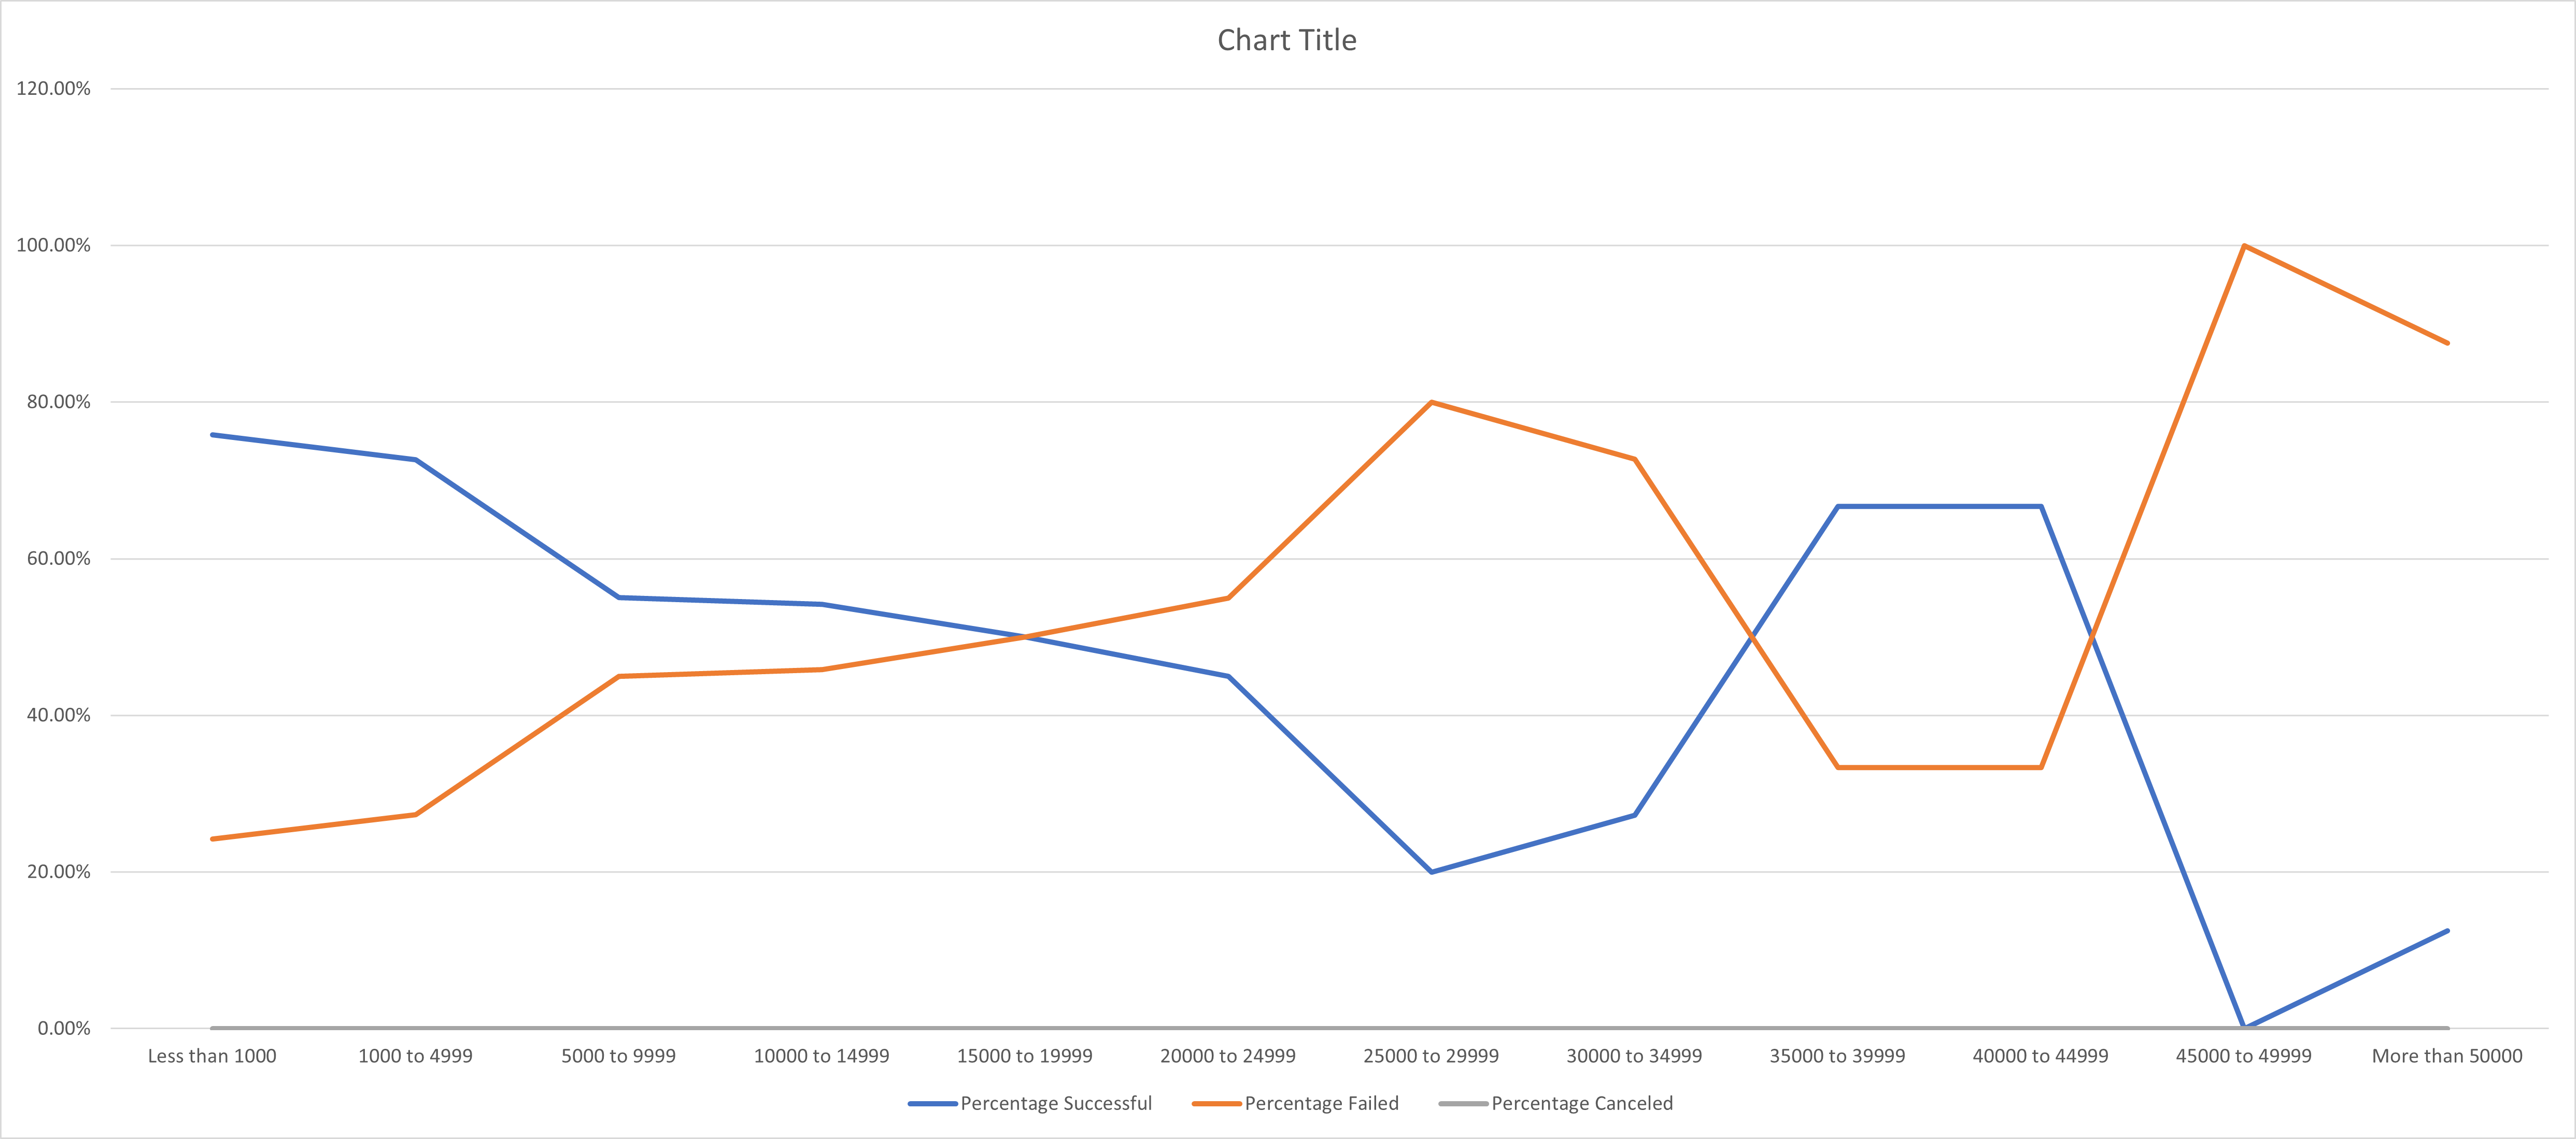 Chart Title
120.00%
100.00%
80.00%
60.00%
40.00%
20.00%
0.00%
Less than 1000 1000 to 4999 5000 to 9999 10000 to 14999 15000 to 19999 20000 to 24999 25000 to 29999 30000 to 34999 35000 to 39999 40000 to 44999 45000 to 49999 More than 50000
Percentage Successful Percentage Failed Percentage Canceled